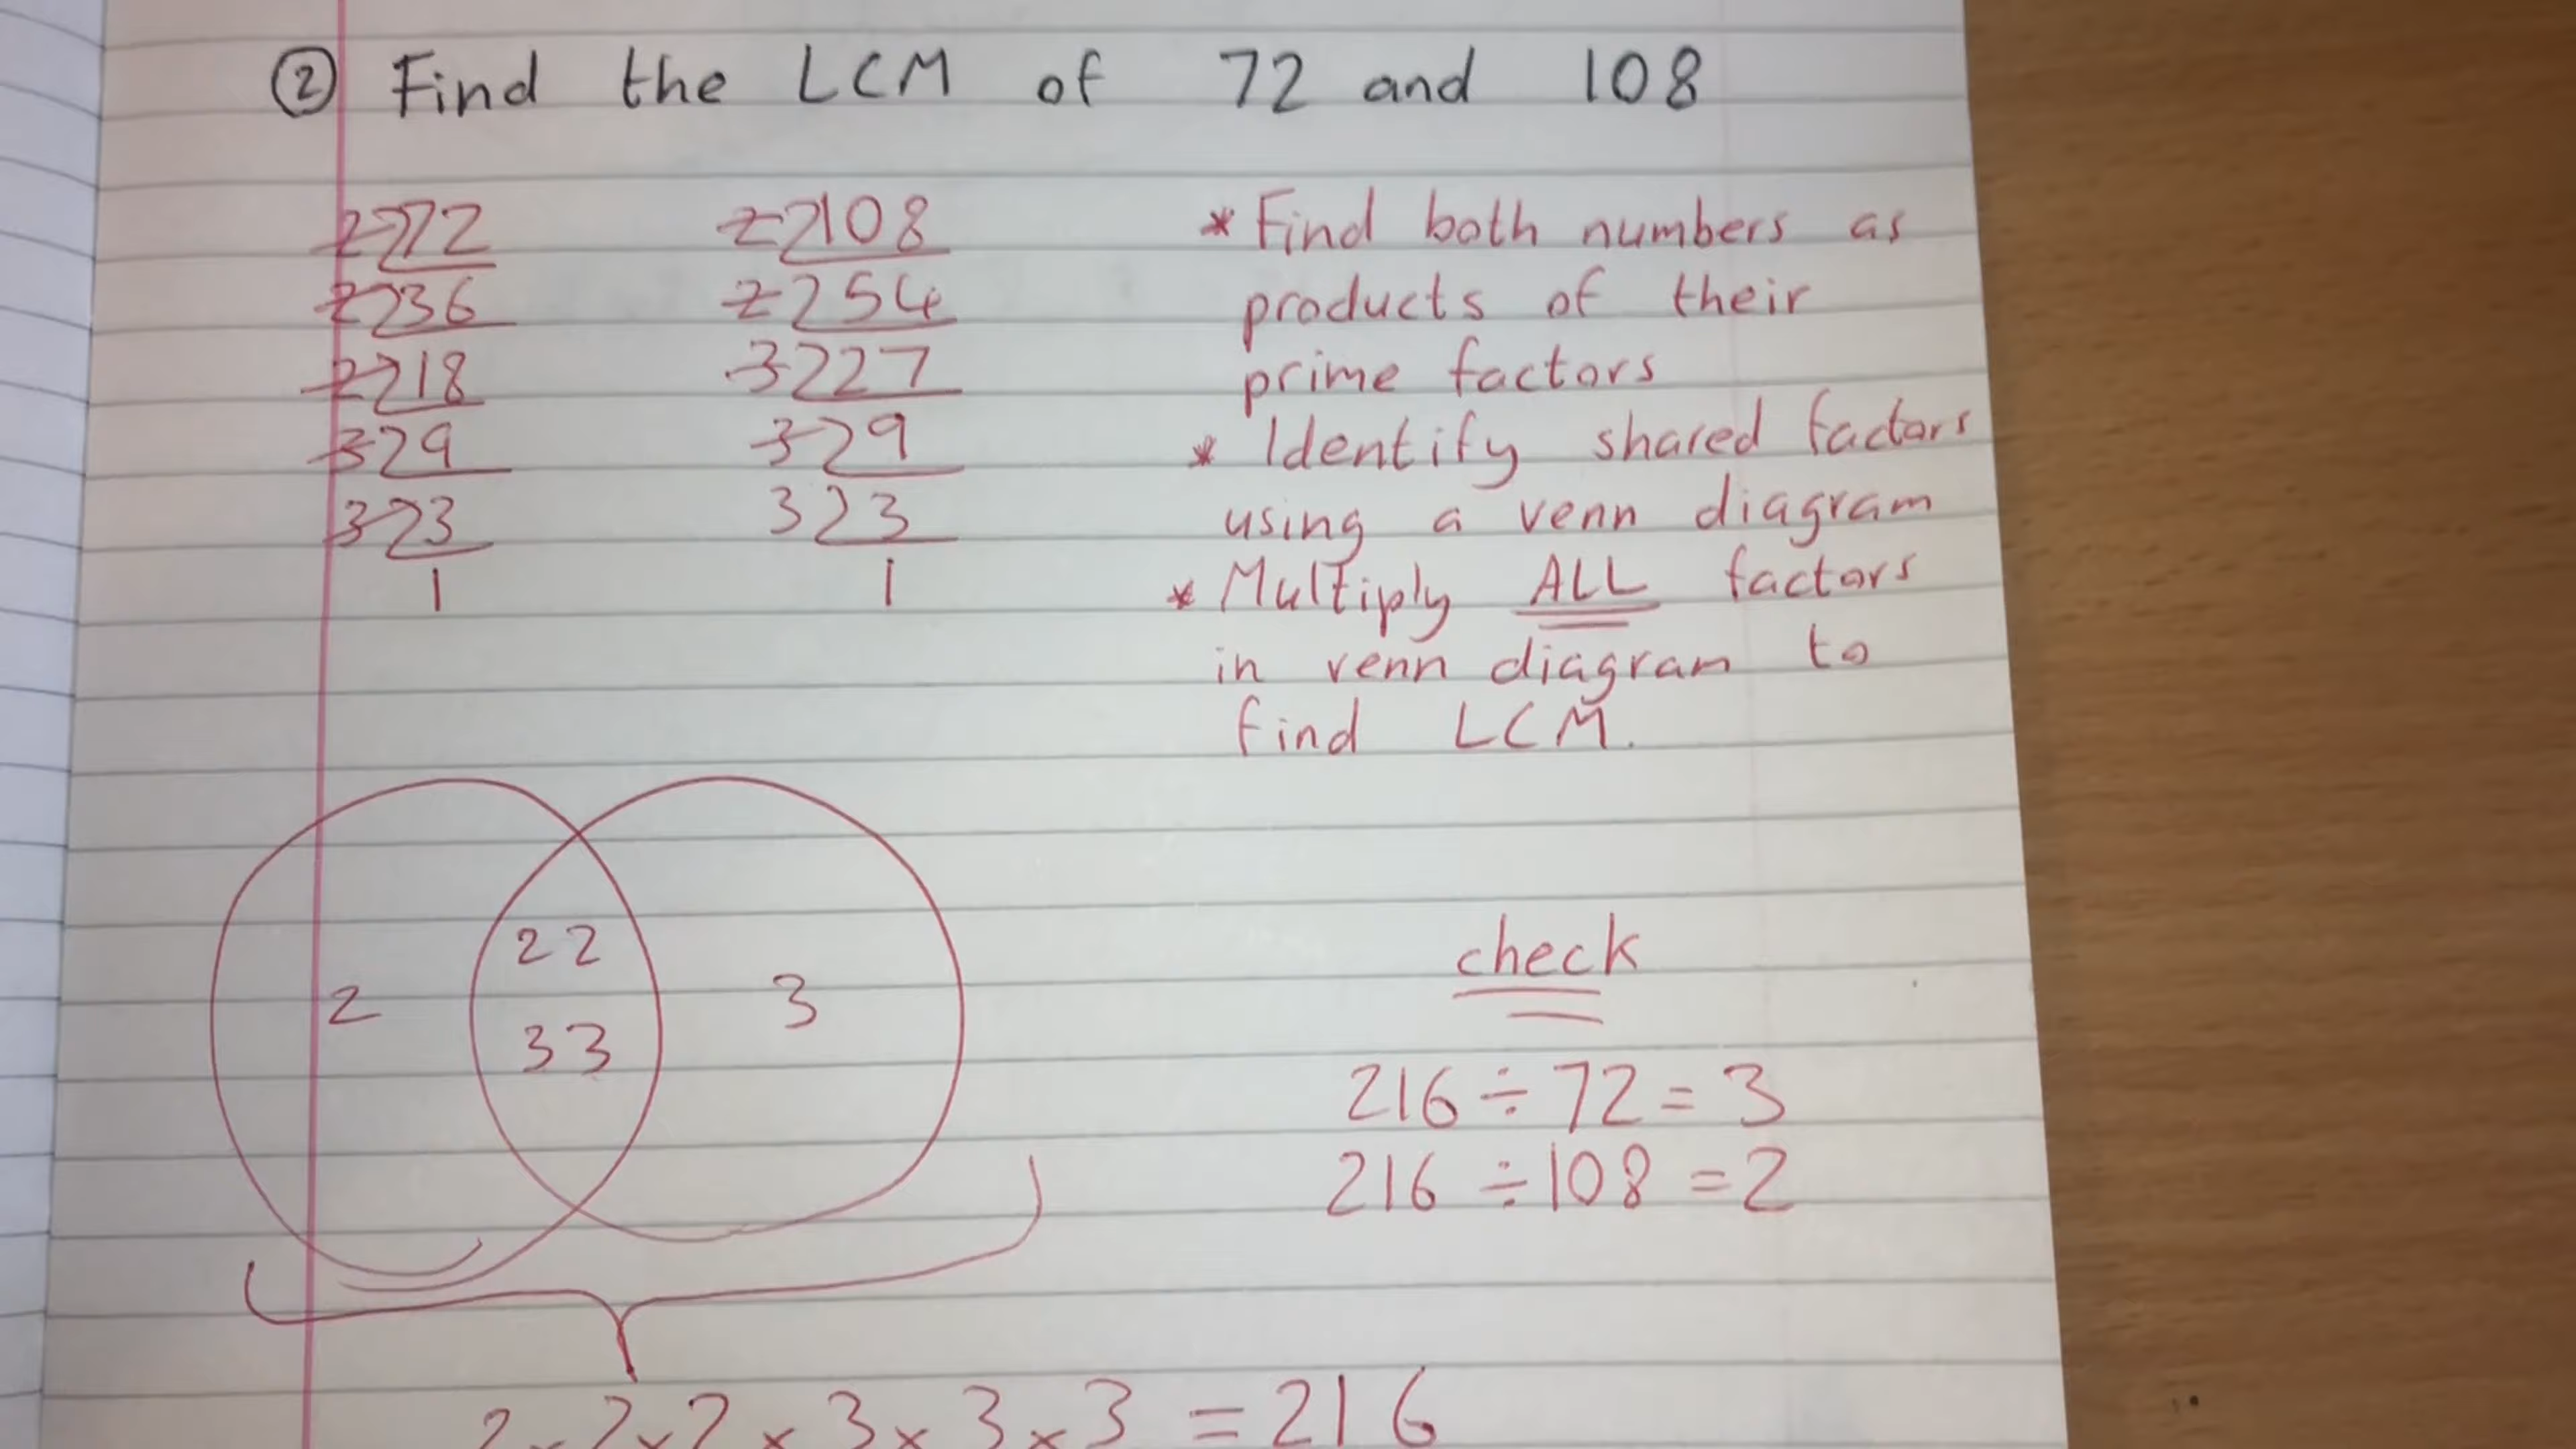 ② Find the LCM of 72 and 108
2 72
2 36
2 18
3 9
3 3
1
2 108
2 54
3 27
3 9
3 3
1
* Find both numbers as
products of their
prime factors
* Identify shared factors
using a venn diagram
* Multiply ALL factors
in venn diagram to
find LCM.
2
2 2
3 3
3
check
216 ÷ 72 = 3
216 ÷ 108 = 2
2 × 2 × 2 × 3 × 3 × 3 = 216